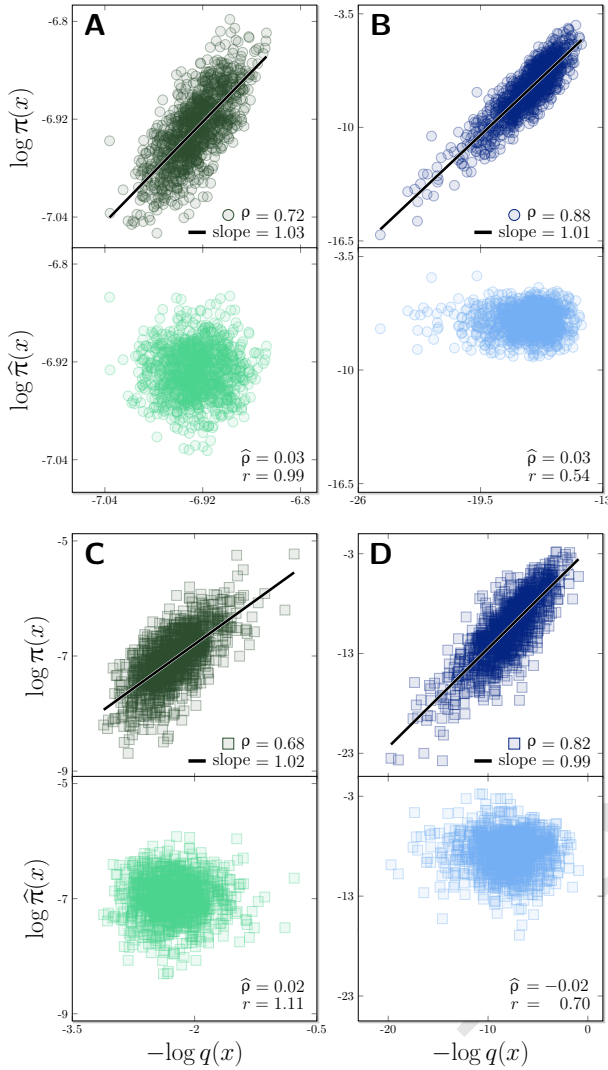 A
B
-6.8
-6.92
-7.04
log π(x)
ρ = 0.72
slope = 1.03
-3.5
-10
-16.5
ρ = 0.88
slope = 1.01
-6.8
-6.92
-7.04
log π̂(x)
ρ̂ = 0.03
r = 0.99
-7.04
-6.92
-6.8
-3.5
-10
-16.5
ρ̂ = 0.03
r = 0.54
-26
-19.5
-13
C
D
-5
-7
-9
log π(x)
ρ = 0.68
slope = 1.02
-3
-13
-23
ρ = 0.82
slope = 0.99
-5
-7
-9
log π̂(x)
ρ̂ = 0.02
r = 1.11
-3.5
-2
-0.5
−log q(x)
-3
-13
-23
ρ̂ = −0.02
r = 0.70
-20
-10
0
−log q(x)